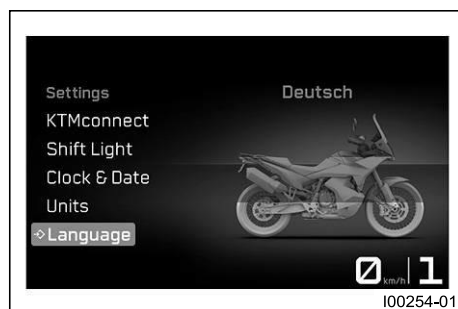 Settings
Deutsch
KTMconnect
Shift Light
Clock & Date
Units
Language
0 km/h 1
I00254-01